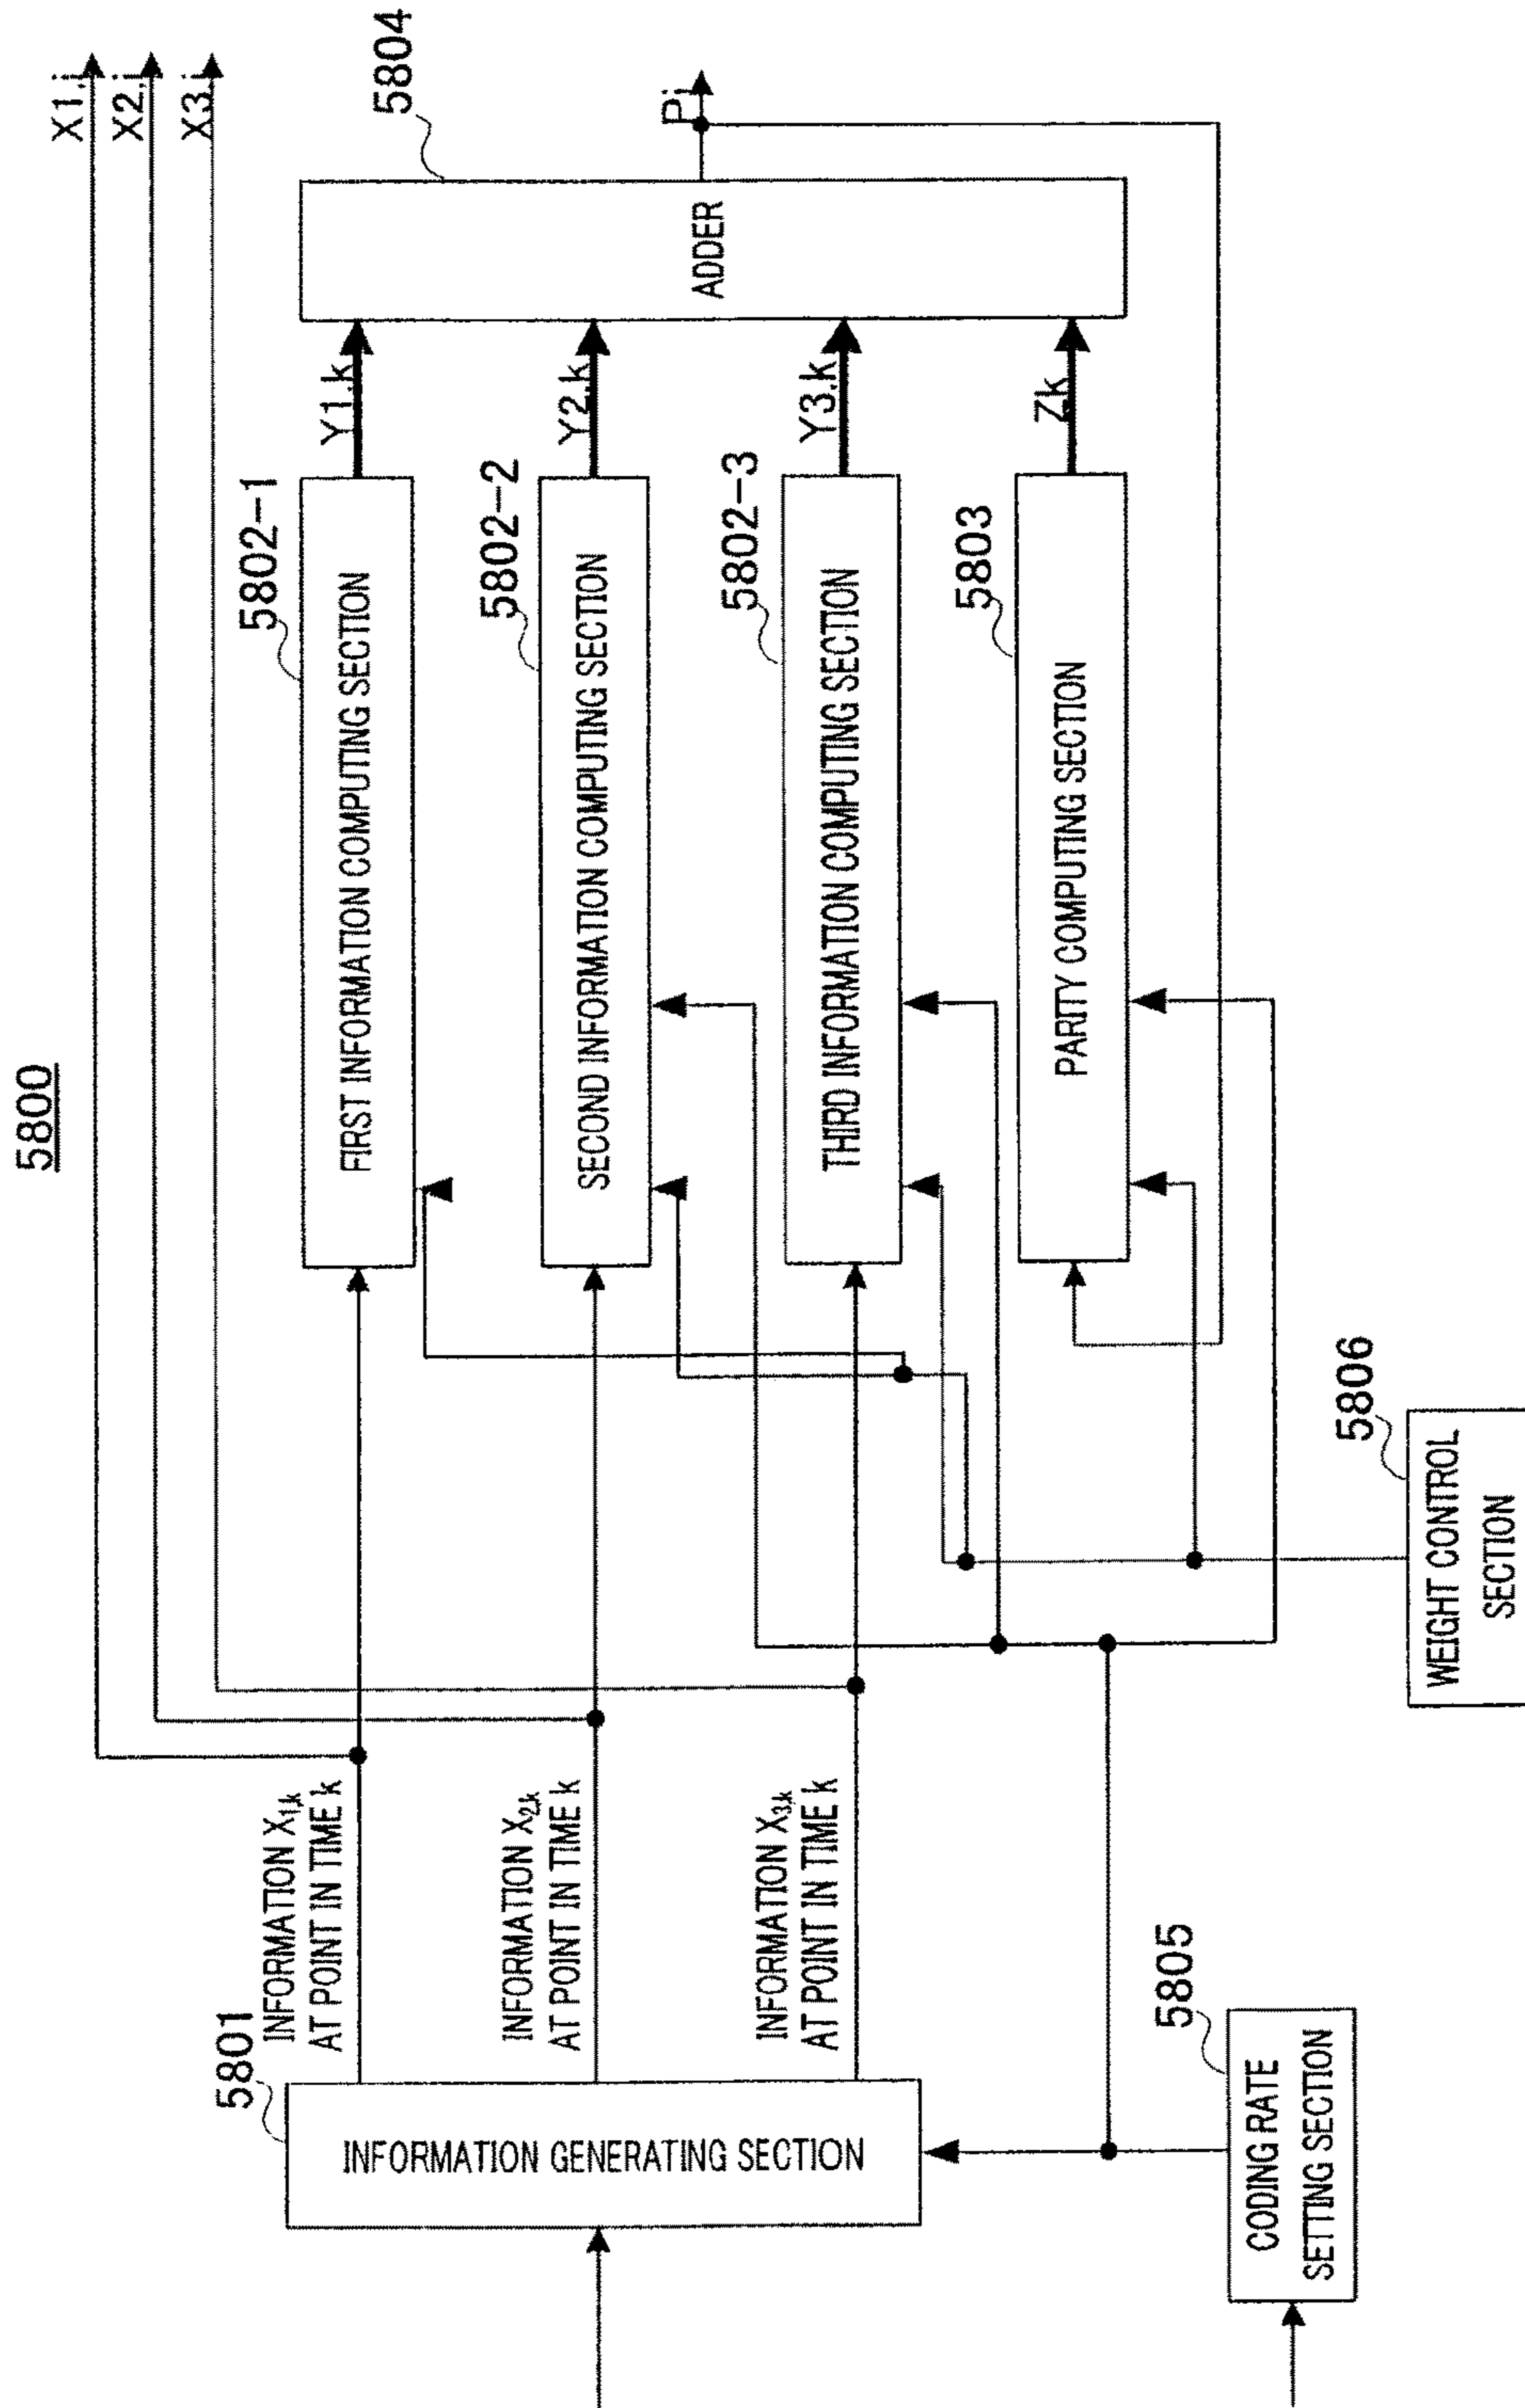 5800
X1,j
X2,j
X3,j
5801
INFORMATION GENERATING SECTION
INFORMATION X1,k
AT POINT IN TIME k
INFORMATION X2,k
AT POINT IN TIME k
INFORMATION X3,k
AT POINT IN TIME k
5802-1
FIRST INFORMATION COMPUTING SECTION
Y1,k
5802-2
SECOND INFORMATION COMPUTING SECTION
Y2,k
5802-3
THIRD INFORMATION COMPUTING SECTION
Y3,k
5803
PARITY COMPUTING SECTION
Zk
5804
ADDER
Pj
5805
CODING RATE
SETTING SECTION
5806
WEIGHT CONTROL
SECTION